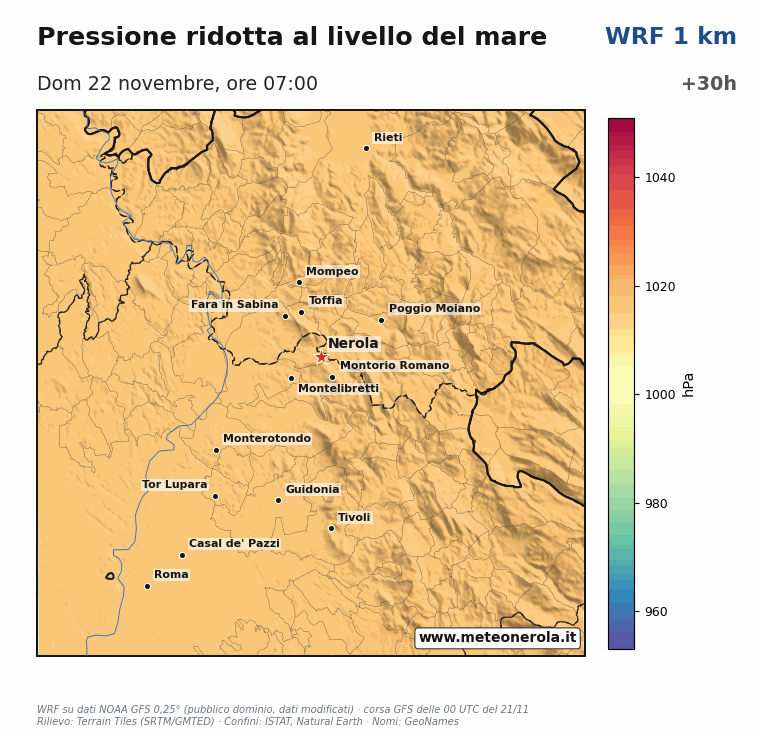 Pressione ridotta al livello del mare
WRF 1 km
Dom 22 novembre, ore 07:00
+30h
Rieti
Mompeo
Toffia
Fara in Sabina
Poggio Moiano
Nerola
Montorio Romano
Montelibretti
Monterotondo
Tor Lupara
Guidonia
Tivoli
Casal de' Pazzi
Roma
www.meteonerola.it
1040
1020
1000
980
960
hPa
WRF su dati NOAA GFS 0,25° (pubblico dominio, dati modificati) · corsa GFS delle 00 UTC del 21/11
Rilievo: Terrain Tiles (SRTM/GMTED) · Confini: ISTAT, Natural Earth · Nomi: GeoNames